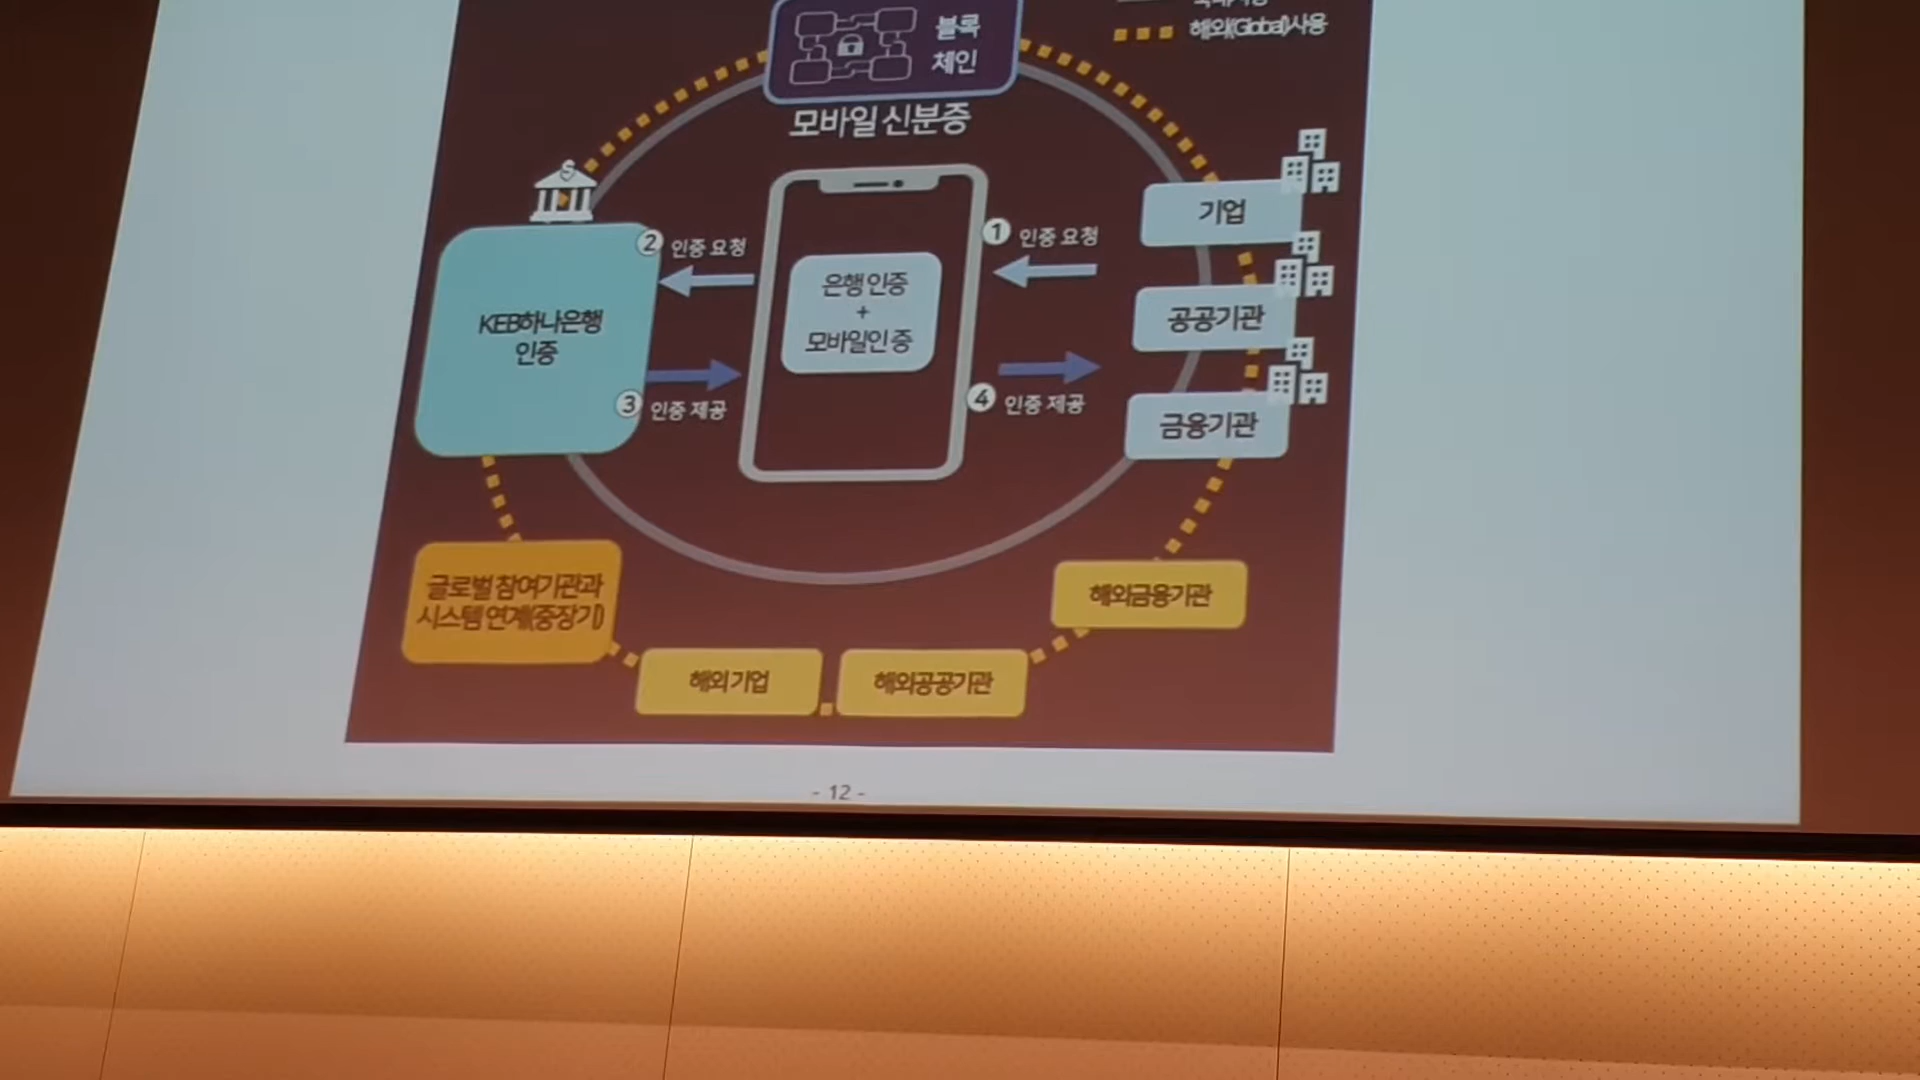 해외(Global)사용
블록
체인
모바일 신분증
기업
2 인증 요청
1 인증 요청
은행 인증
+
모바일인 증
KEB하나은행
인증
공공기관
3 인증 제공
4 인증 제공
금융기관
글로벌 참여기관과
시스템 연계(중장기)
해외금융기관
해외 기업
해외공공기관
- 12 -